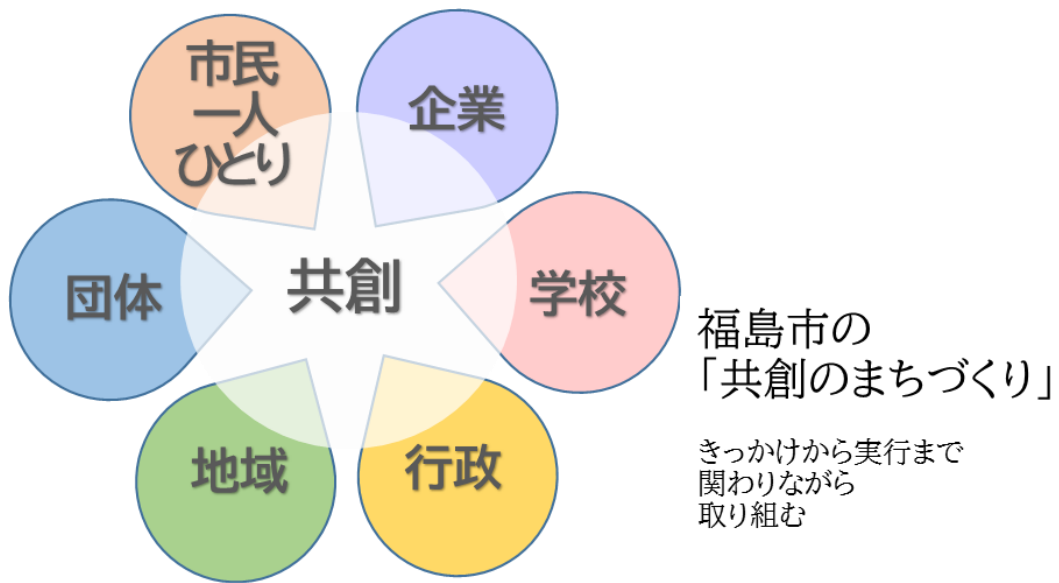 市民
一人
ひとり
企業
団体
共創
学校
地域
行政
福島市の
「共創のまちづくり」
きっかけから実行まで
関わりながら
取り組む